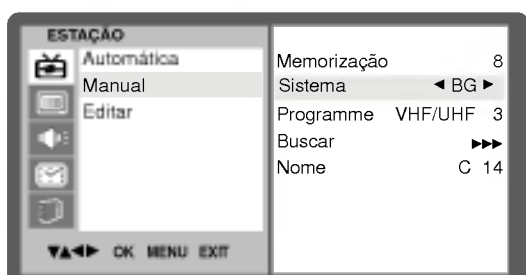 ESTAÇÃO
Automática
Manual
Editar
▼▲◀▶ OK MENU EXIT
Memorização 8
Sistema ◀ BG ▶
Programme VHF/UHF 3
Buscar ▶▶▶
Nome C 14